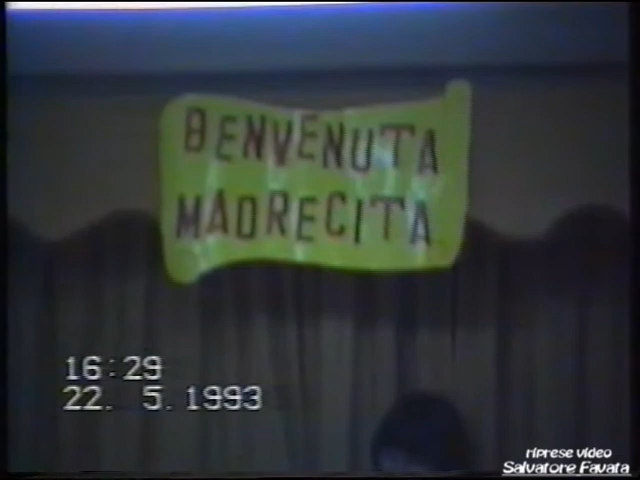 BENVENUTA
MADRECITA
16:29
22. 5.1993
riprese video
Salvatore Favata